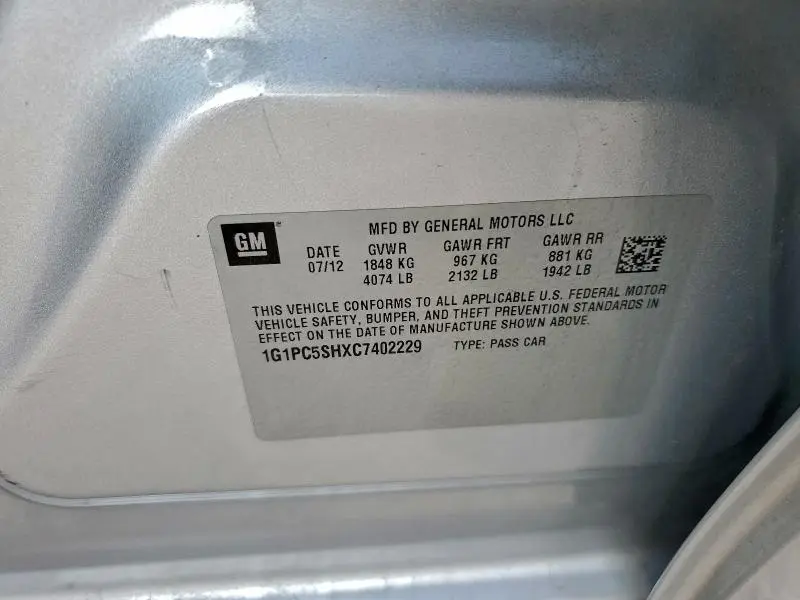 GM
MFD BY GENERAL MOTORS LLC
DATE GVWR GAWR FRT GAWR RR
07/12 1848 KG 967 KG 881 KG
4074 LB 2132 LB 1942 LB
THIS VEHICLE CONFORMS TO ALL APPLICABLE U.S. FEDERAL MOTOR
VEHICLE SAFETY, BUMPER, AND THEFT PREVENTION STANDARDS IN
EFFECT ON THE DATE OF MANUFACTURE SHOWN ABOVE.
1G1PC5SHXC7402229 TYPE: PASS CAR